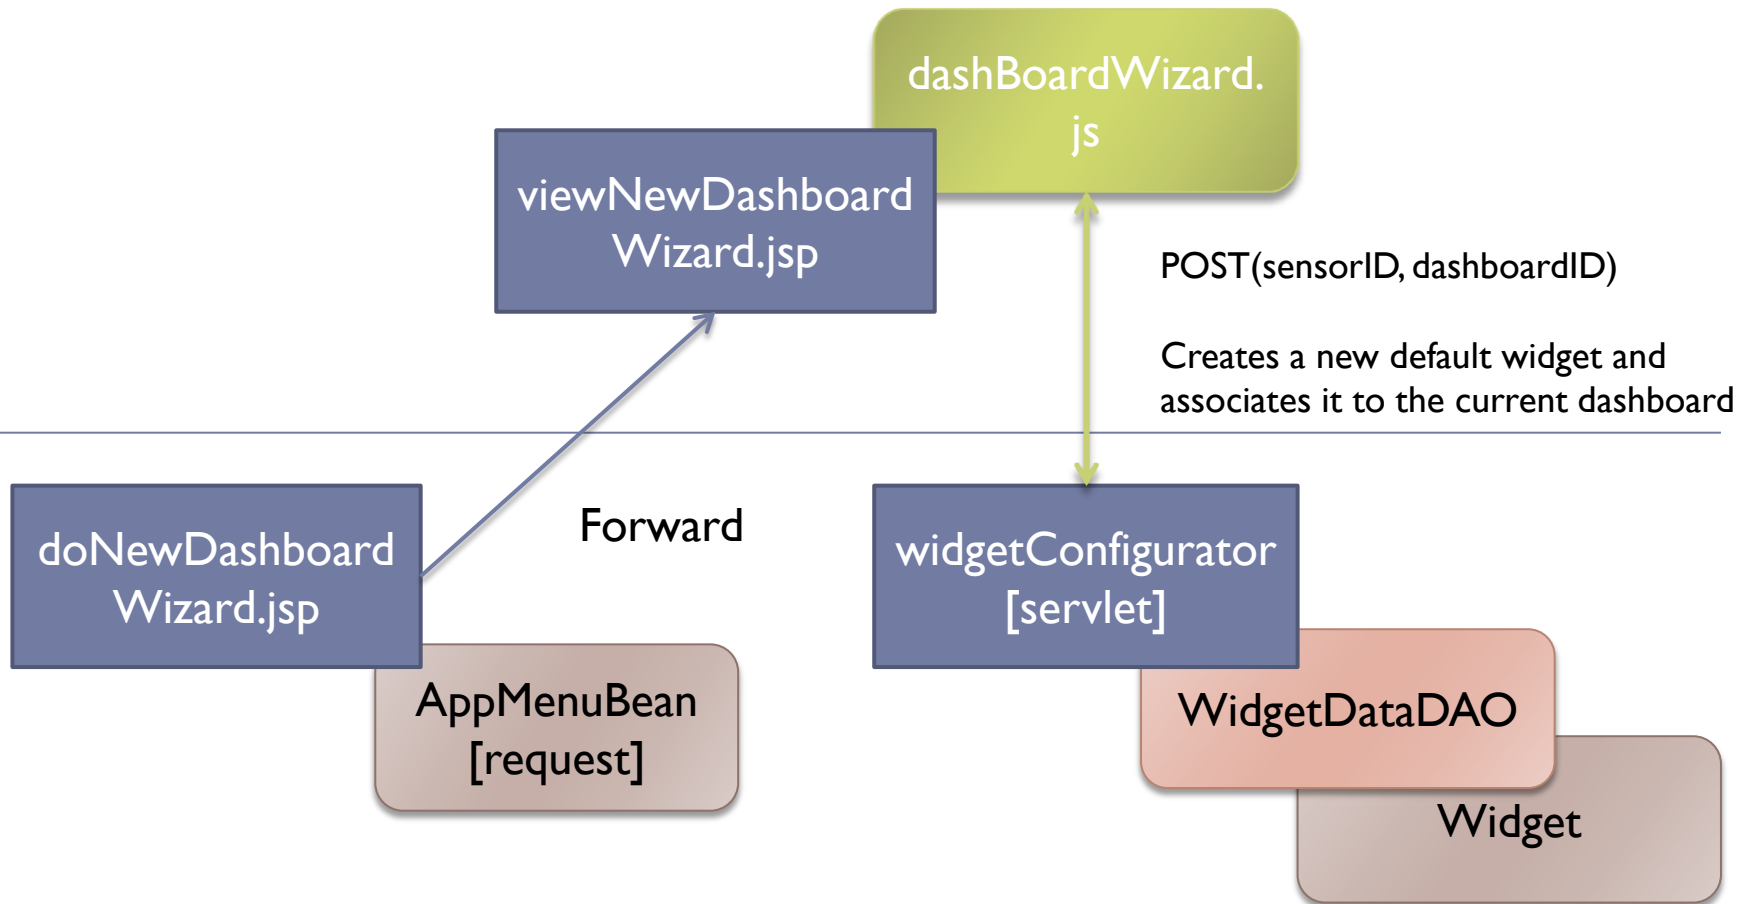 dashBoardWizard.
js
viewNewDashboard
Wizard.jsp
POST(sensorID, dashboardID)
Creates a new default widget and
associates it to the current dashboard
doNewDashboard
Wizard.jsp
Forward
widgetConfigurator
[servlet]
AppMenuBean
[request]
WidgetDataDAO
Widget